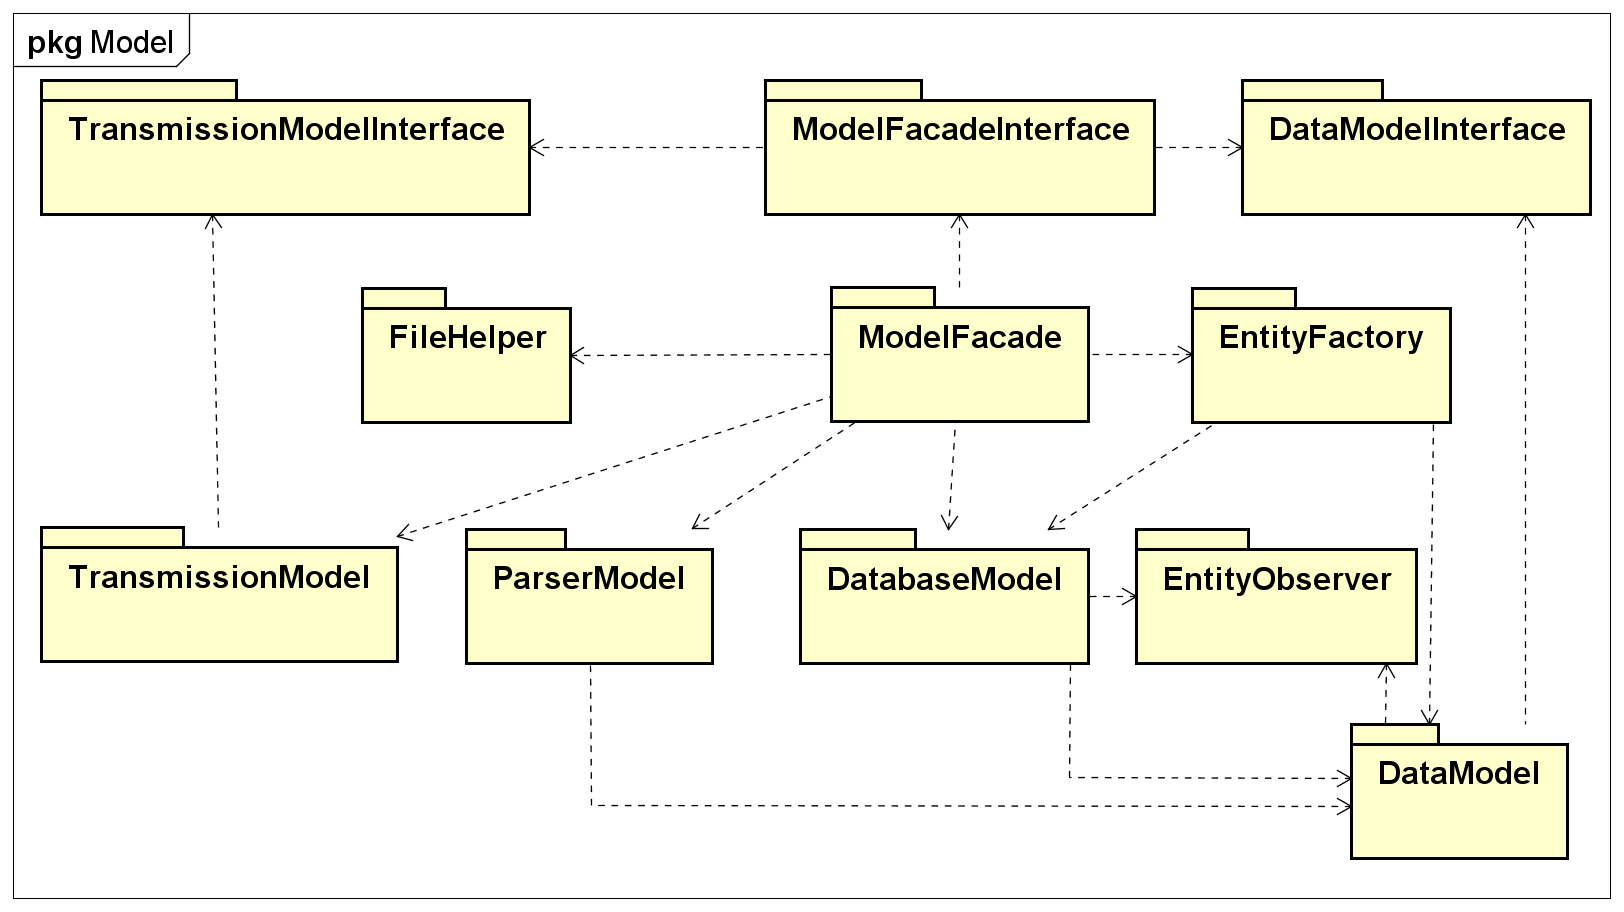 pkg Model
TransmissionModelInterface
ModelFacadeInterface
DataModelInterface
FileHelper
ModelFacade
EntityFactory
TransmissionModel
ParserModel
DatabaseModel
EntityObserver
DataModel